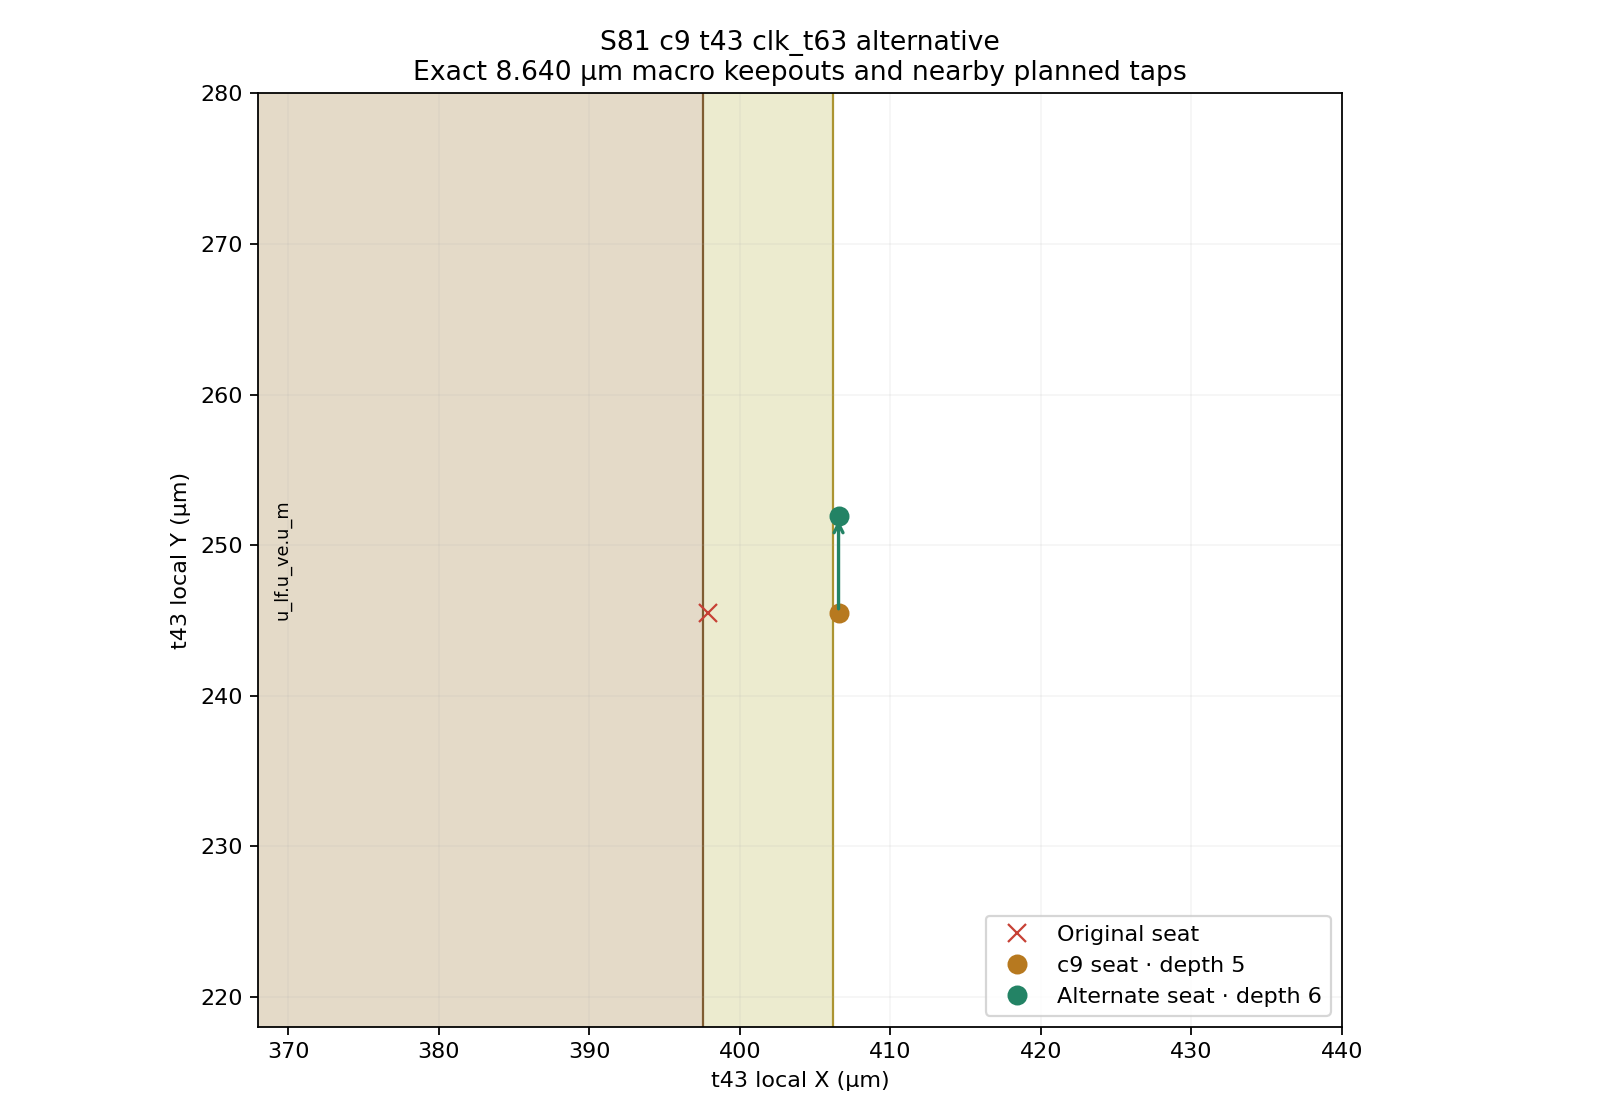 S81 c9 t43 clk_t63 alternative
Exact 8.640 µm macro keepouts and nearby planned taps
280
270
260
250
240
230
220
t43 local Y (µm)
u_lf.u_ve.u_m
Original seat
c9 seat · depth 5
Alternate seat · depth 6
370 380 390 400 410 420 430 440
t43 local X (µm)